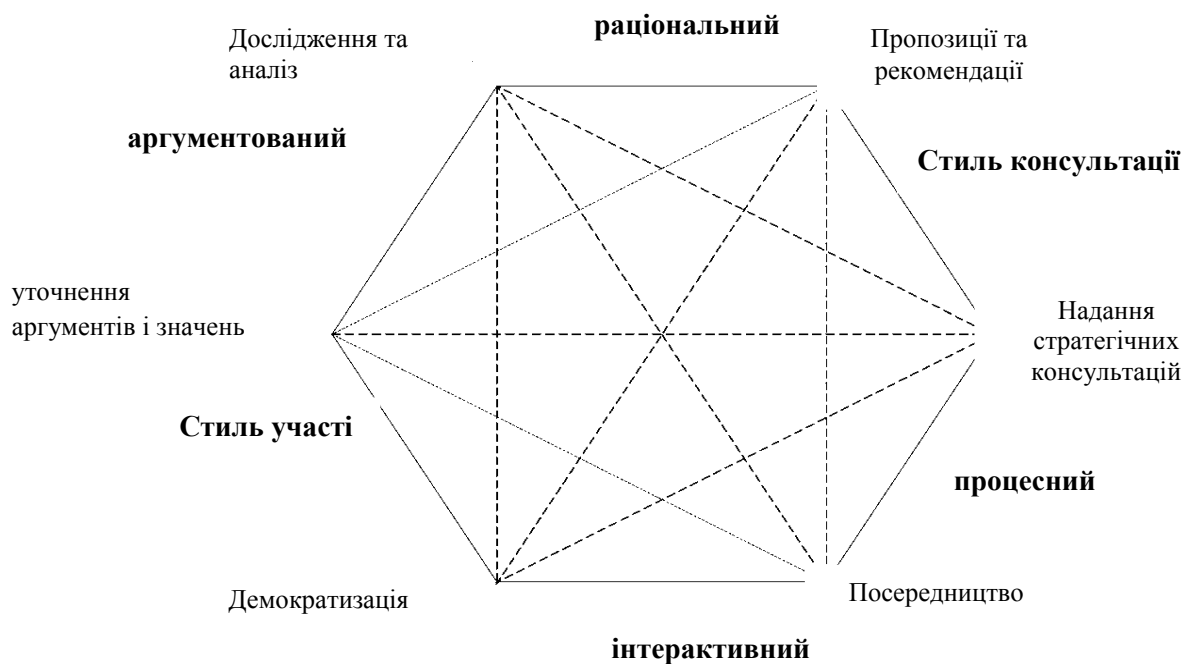 раціональний
Дослідження та
аналіз
Пропозиції та
рекомендації
аргументований
Стиль консультації
уточнення
аргументів і значень
Надання
стратегічних
консультацій
Стиль участі
процесний
Демократизація
Посередництво
інтерактивний